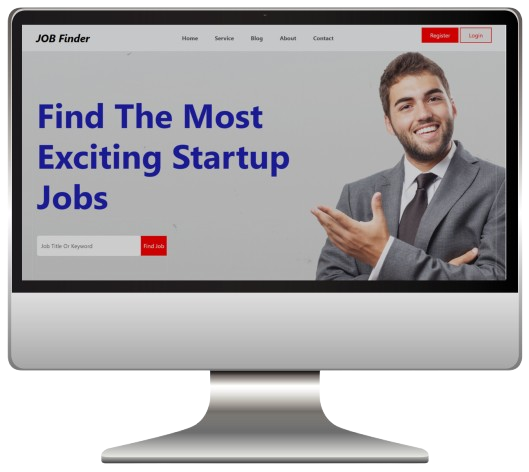 JOB Finder
Home Service Blog About Contact
Register Login
Find The Most
Exciting Startup
Jobs
Job Title Or Keyword Find Job